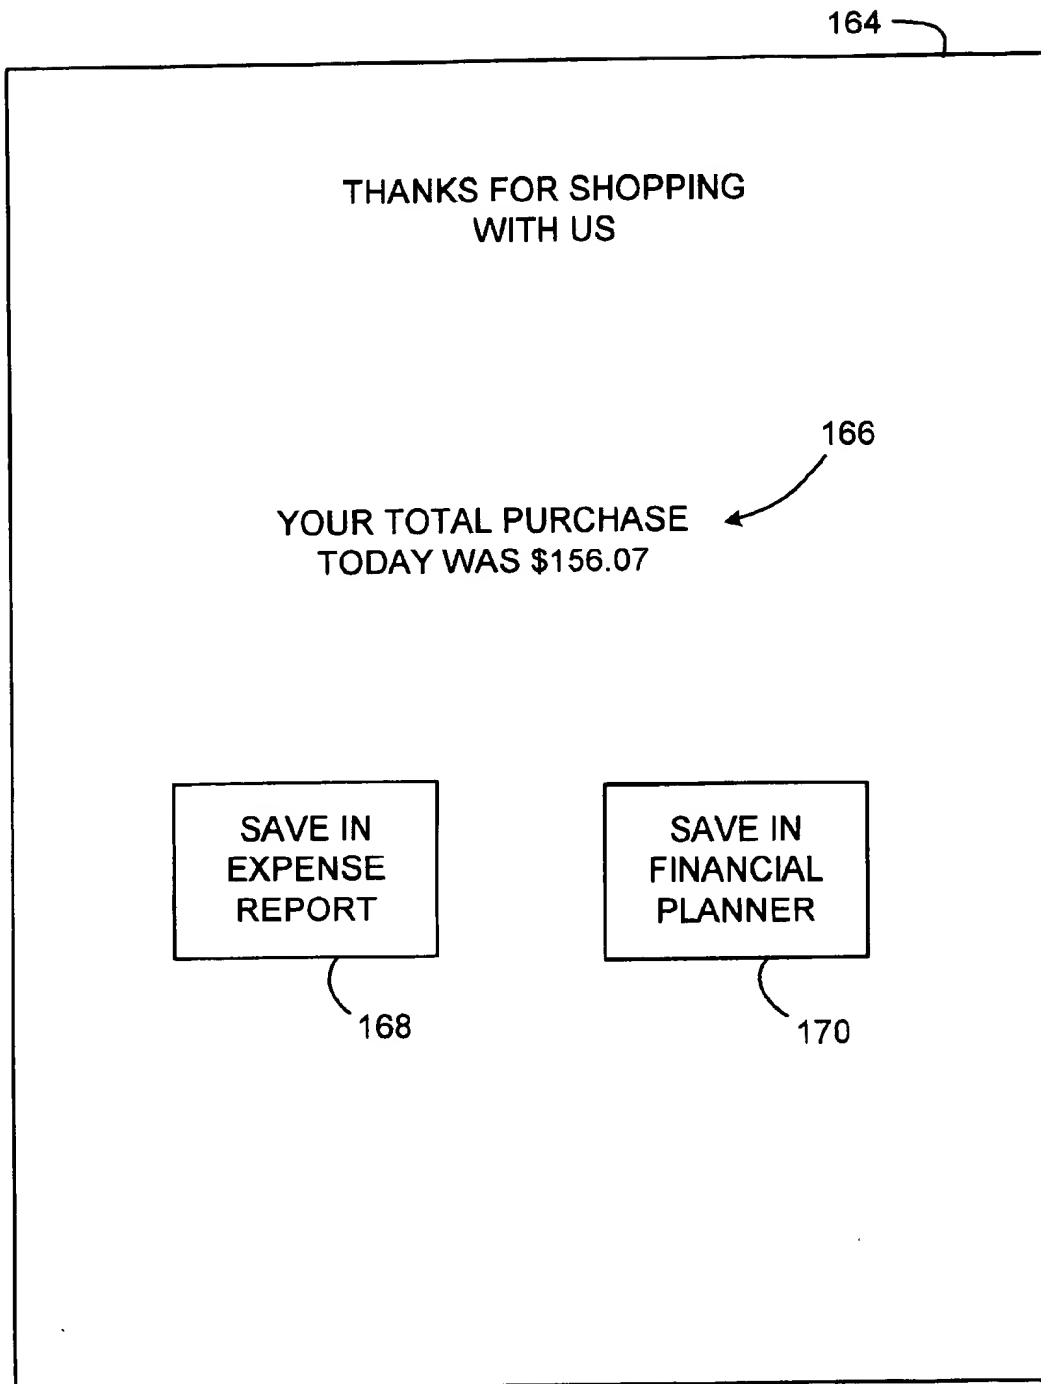 164
THANKS FOR SHOPPING
WITH US
166
YOUR TOTAL PURCHASE
TODAY WAS $156.07
SAVE IN
EXPENSE
REPORT
SAVE IN
FINANCIAL
PLANNER
168
170